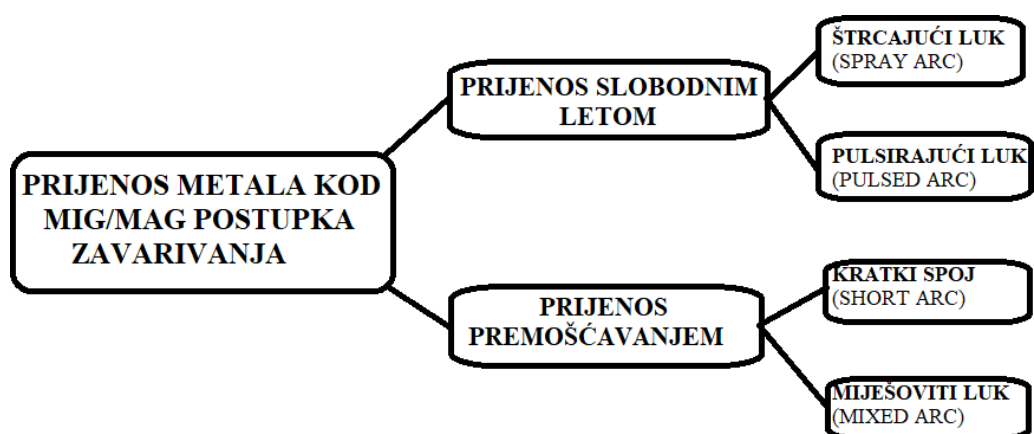 PRIJENOS METALA KOD
MIG/MAG POSTUPKA
ZAVARIVANJA
PRIJENOS SLOBODNIM
LETOM
ŠTRCAJUĆI LUK
(SPRAY ARC)
PULSIRAJUĆI LUK
(PULSED ARC)
PRIJENOS
PREMOŠĆAVANJEM
KRATKI SPOJ
(SHORT ARC)
MIJEŠOVITI LUK
(MIXED ARC)